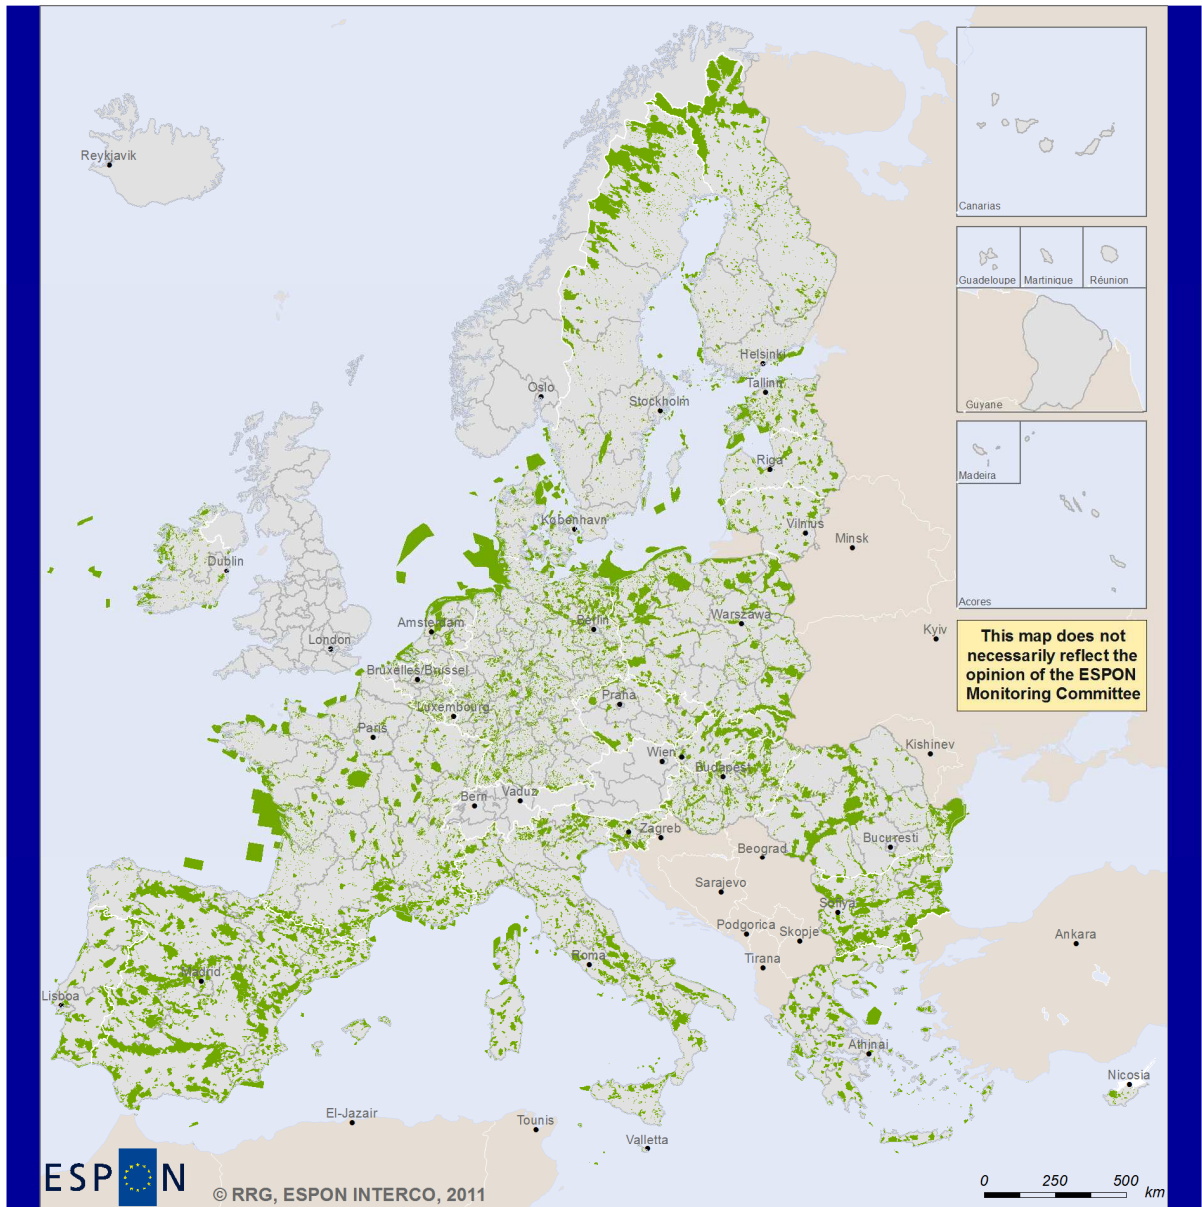 Reykjavik
Canarias
Guadeloupe
Martinique
Réunion
Guyane
Madeira
Acores
Helsinki
Tallinn
Oslo
Stockholm
Riga
København
Vilnius
Minsk
Dublin
Amsterdam
Berlin
Warszawa
London
Kyiv
Bruxelles/Brussel
This map does not
necessarily reflect the
opinion of the ESPON
Monitoring Committee
Luxembourg
Praha
Paris
Wien
Kishinev
Budapest
Bern
Vaduz
Zagreb
Beograd
Bucuresti
Sarajevo
Sofiya
Podgorica
Skopje
Ankara
Roma
Tirana
Madrid
Lisboa
Athinai
Nicosia
El-Jazair
Tounis
Valletta
ESPON
© RRG, ESPON INTERCO, 2011
0 250 500
km